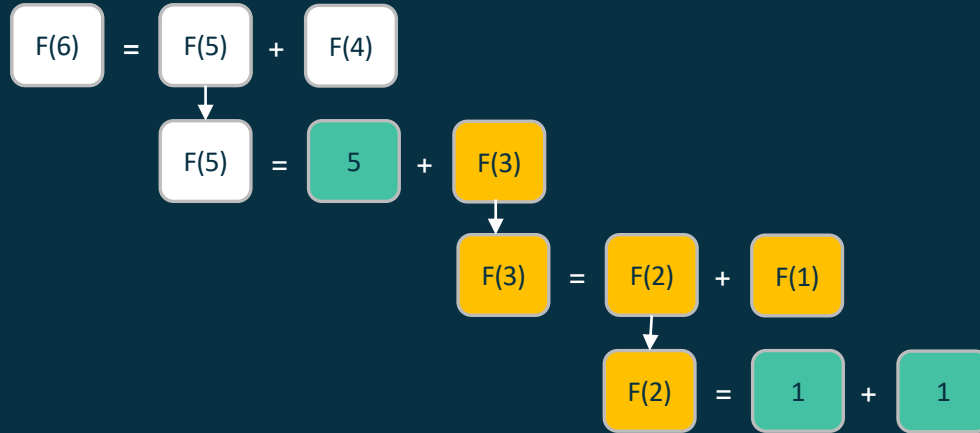 F(6) = F(5) + F(4)
F(5) = 5 + F(3)
F(3) = F(2) + F(1)
F(2) = 1 + 1